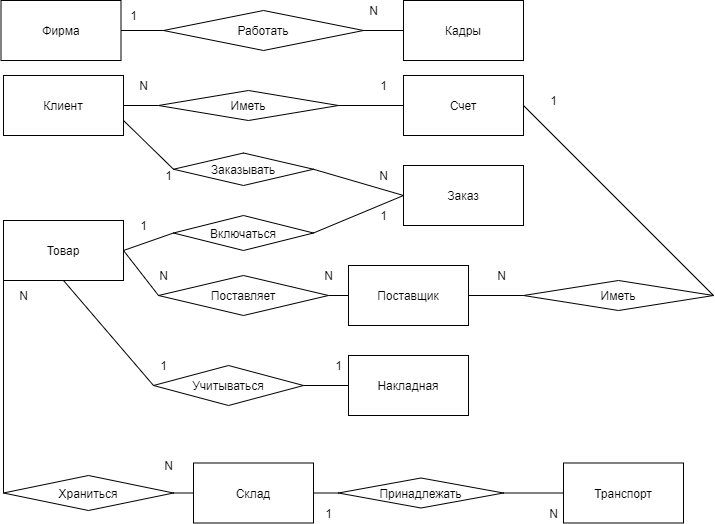 Фирма
1
Работать
N
Кадры
Клиент
N
Иметь
1
Счет
1
1
Заказывать
N
Заказ
Товар
1
Включаться
1
N
Поставляет
N
Поставщик
N
Иметь
N
1
Учитываться
1
Накладная
Храниться
N
Склад
1
Принадлежать
N
Транспорт